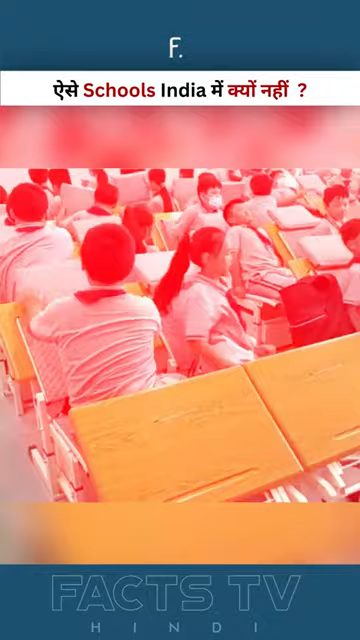 F.
ऐसे Schools India में क्यों नहीं ?
FACTS TV
HINDI